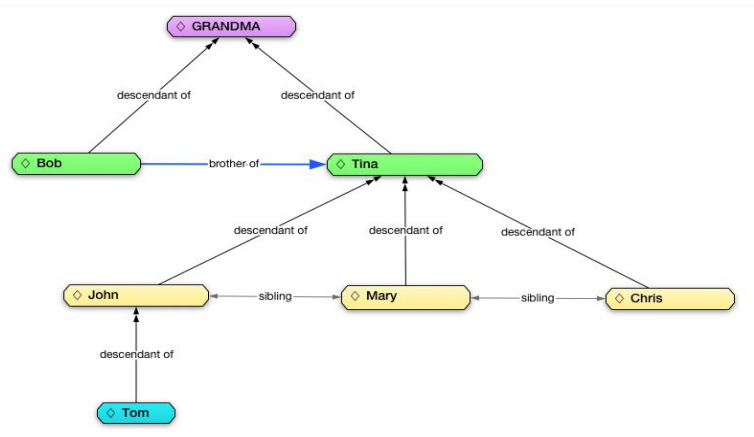 GRANDMA
descendant of
descendant of
Bob
brother of
Tina
descendant of
descendant of
descendant of
John
sibling
Mary
sibling
Chris
descendant of
Tom